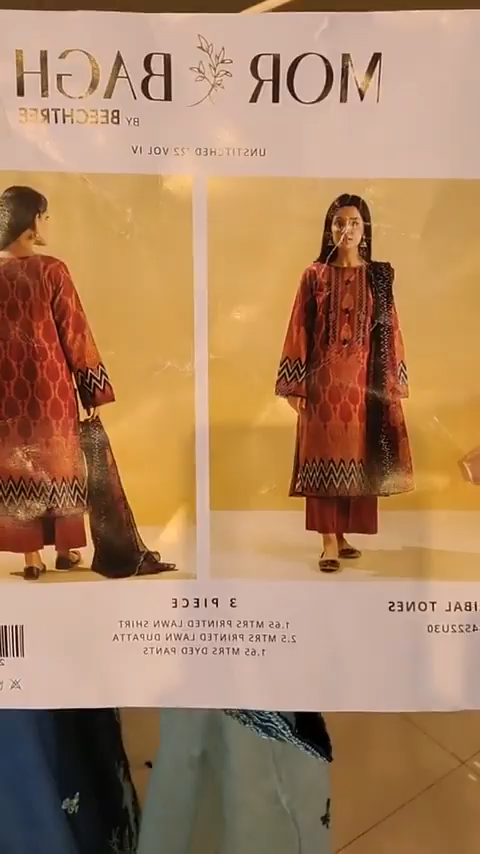 MOR BAGH
BY BEECHTREE
UNSTITCHED '22 VOL IV
IBAL TONES
4S22U30
3 PIECE
1.65 MTRS PRINTED LAWN SHIRT
2.5 MTRS PRINTED LAWN DUPATTA
1.65 MTRS DYED PANTS